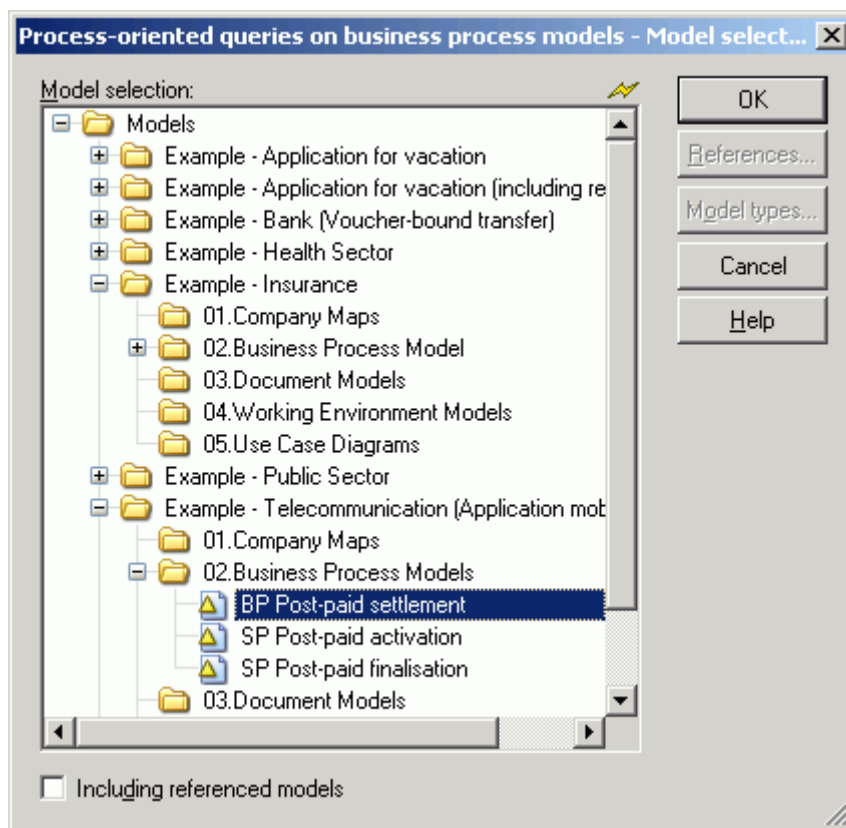 Process-oriented queries on business process models - Model select...
Model selection:
OK
Models
Example - Application for vacation
References...
Example - Application for vacation (including re
Model types...
Example - Bank (Voucher-bound transfer)
Example - Health Sector
Cancel
Example - Insurance
01.Company Maps
Help
02.Business Process Model
03.Document Models
04.Working Environment Models
05.Use Case Diagrams
Example - Public Sector
Example - Telecommunication (Application mob
01.Company Maps
02.Business Process Models
BP Post-paid settlement
SP Post-paid activation
SP Post-paid finalisation
03.Document Models
Including referenced models